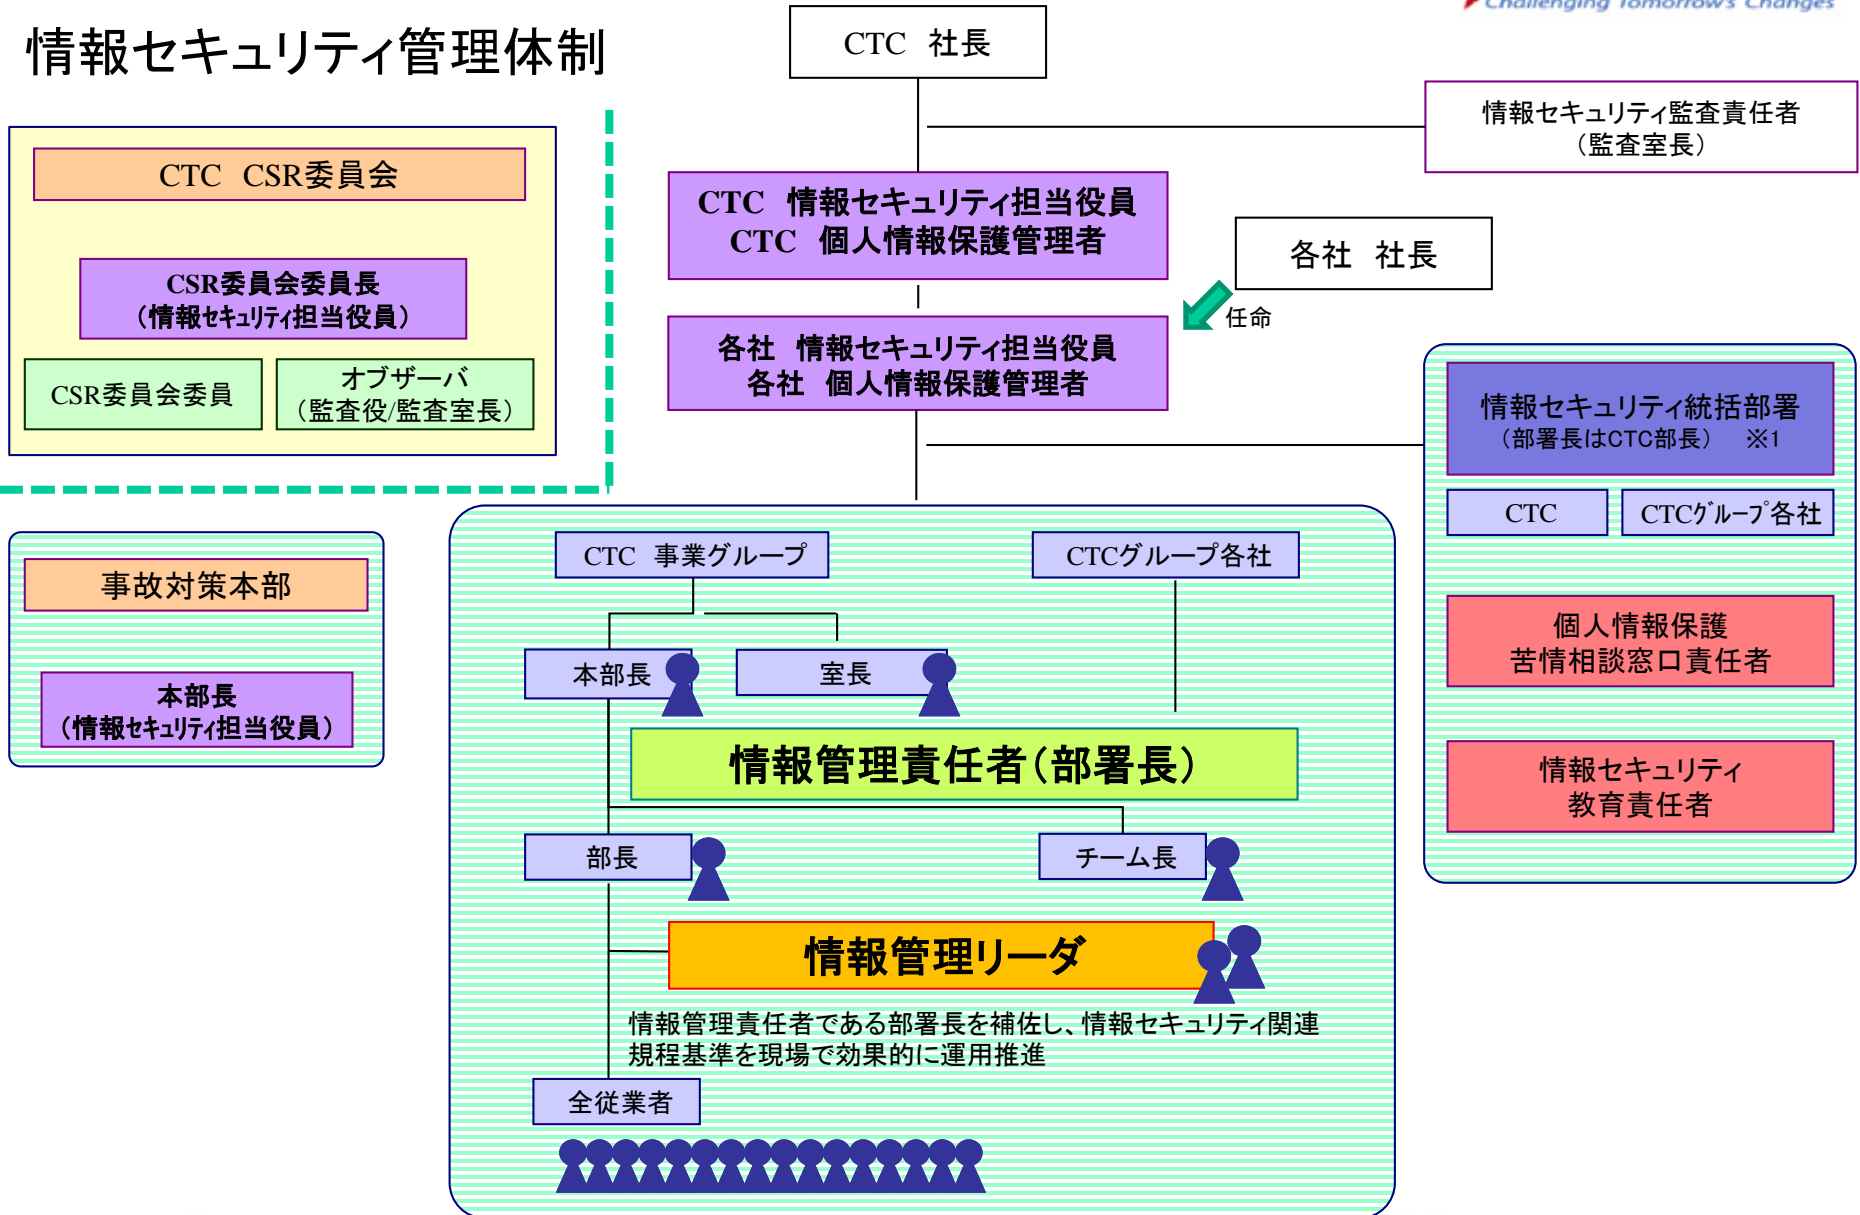 Challenging Tomorrow's Changes
情報セキュリティ管理体制
CTC 社長
情報セキュリティ監査責任者
（監査室長）
CTC CSR委員会
CSR委員会委員長
（情報ｾｷｭﾘﾃｨ担当役員）
CSR委員会委員
オブザーバ
（監査役/監査室長）
CTC 情報セキュリティ担当役員
CTC 個人情報保護管理者
各社 社長
任命
各社 情報セキュリティ担当役員
各社 個人情報保護管理者
情報セキュリティ統括部署
（部署長はCTC部長） ※1
CTC
CTCｸﾞﾙｰﾌﾟ各社
個人情報保護
苦情相談窓口責任者
情報セキュリティ
教育責任者
事故対策本部
本部長
（情報ｾｷｭﾘﾃｨ担当役員）
CTC 事業グループ
CTCグループ各社
本部長
室長
情報管理責任者（部署長）
部長
チーム長
情報管理リーダ
情報管理責任者である部署長を補佐し、情報セキュリティ関連
規程基準を現場で効果的に運用推進
全従業者